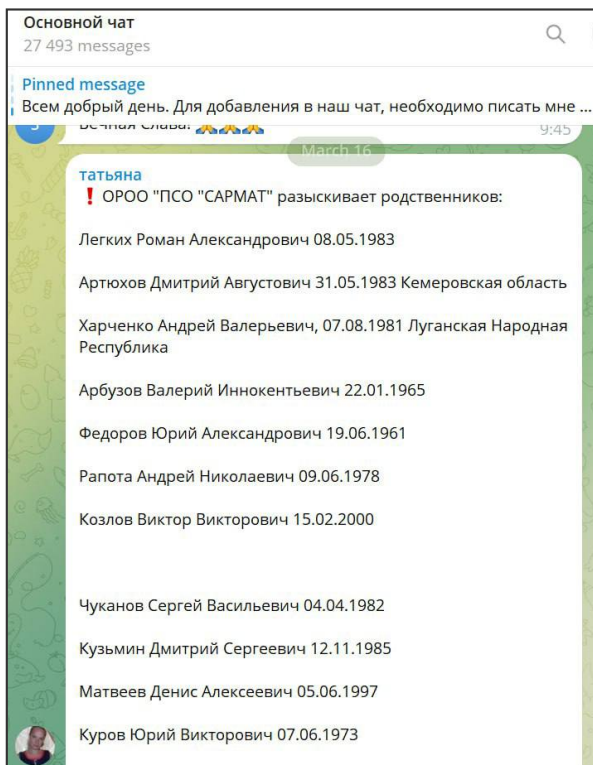 Основной чат
27 493 messages
Pinned message
Всем добрый день. Для добавления в наш чат, необходимо писать мне ...
Вечная Слава! 🙏🙏🙏
9:45
March 16
татьяна
❗ ОРОО "ПСО "САРМАТ" разыскивает родственников:
Легких Роман Александрович 08.05.1983
Артюхов Дмитрий Августович 31.05.1983 Кемеровская область
Харченко Андрей Валерьевич, 07.08.1981 Луганская Народная
Республика
Арбузов Валерий Иннокентьевич 22.01.1965
Федоров Юрий Александрович 19.06.1961
Рапота Андрей Николаевич 09.06.1978
Козлов Виктор Викторович 15.02.2000
Чуканов Сергей Васильевич 04.04.1982
Кузьмин Дмитрий Сергеевич 12.11.1985
Матвеев Денис Алексеевич 05.06.1997
Куров Юрий Викторович 07.06.1973